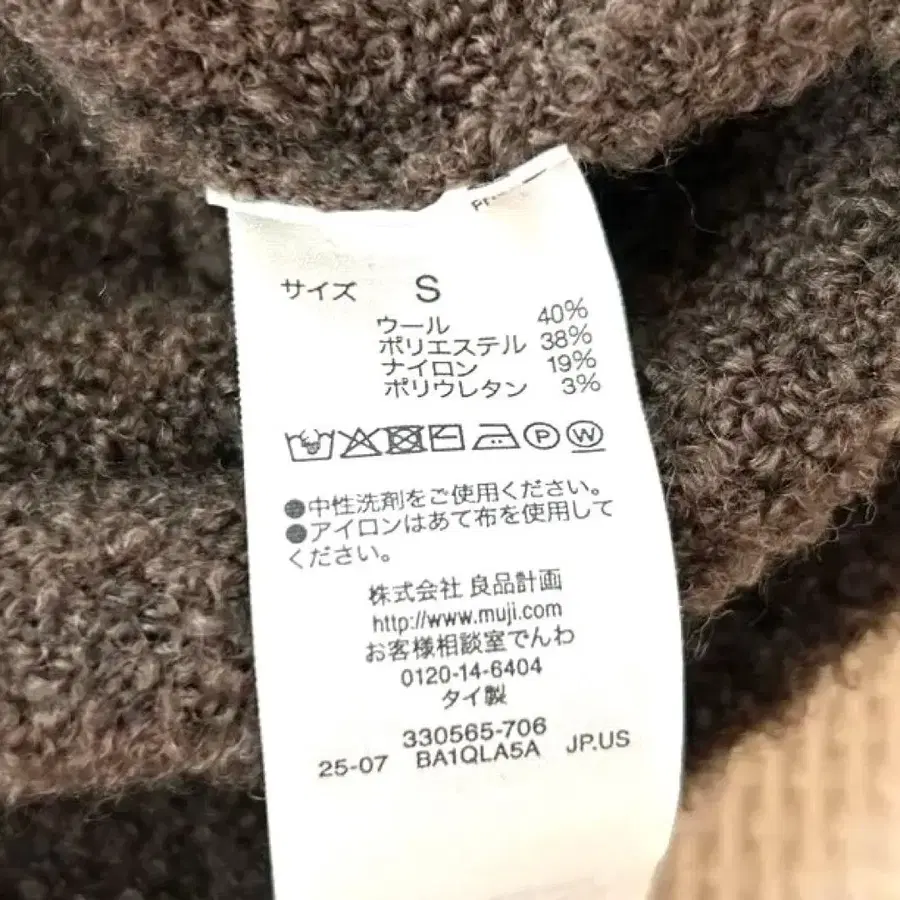 サイズ S
ウール 40%
ポリエステル 38%
ナイロン 19%
ポリウレタン 3%
P W
●中性洗剤をご使用ください。
●アイロンはあて布を使用して
ください。
株式会社 良品計画
http://www.muji.com
お客様相談室でんわ
0120-14-6404
タイ製
330565-706
25-07 BA1QLA5A JP.US